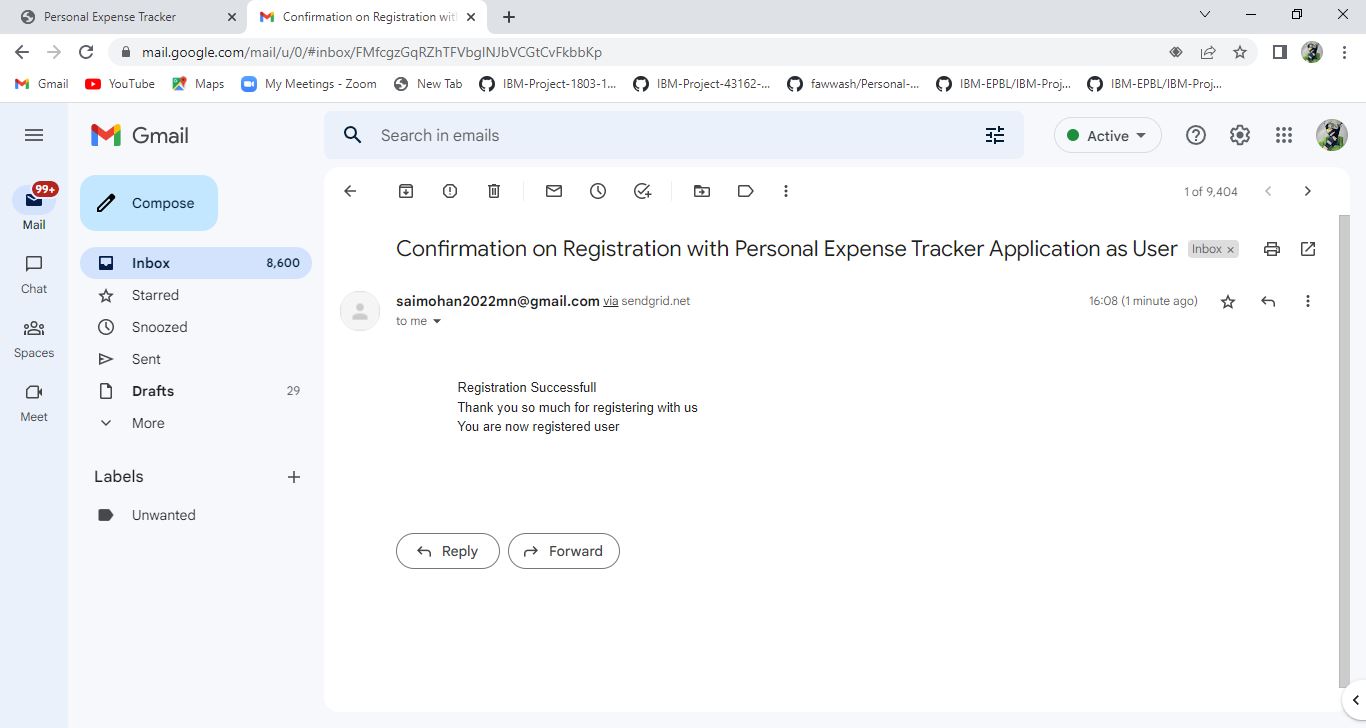 Personal Expense Tracker
Confirmation on Registration wit
mail.google.com/mail/u/0/#inbox/FMfcgzGqRZhTFVbglNJbVCGtCvFkbbKp
Gmail
YouTube
Maps
My Meetings - Zoom
New Tab
IBM-Project-1803-1...
IBM-Project-43162-...
fawwash/Personal-...
IBM-EPBL/IBM-Proj...
IBM-EPBL/IBM-Proj...
Gmail
Search in emails
Active
99+
Mail
Chat
Spaces
Meet
Compose
Inbox 8,600
Starred
Snoozed
Sent
Drafts 29
More
Labels
Unwanted
1 of 9,404
Confirmation on Registration with Personal Expense Tracker Application as User Inbox x
saimohan2022mn@gmail.com via sendgrid.net 16:08 (1 minute ago)
to me
Registration Successfull
Thank you so much for registering with us
You are now registered user
Reply
Forward